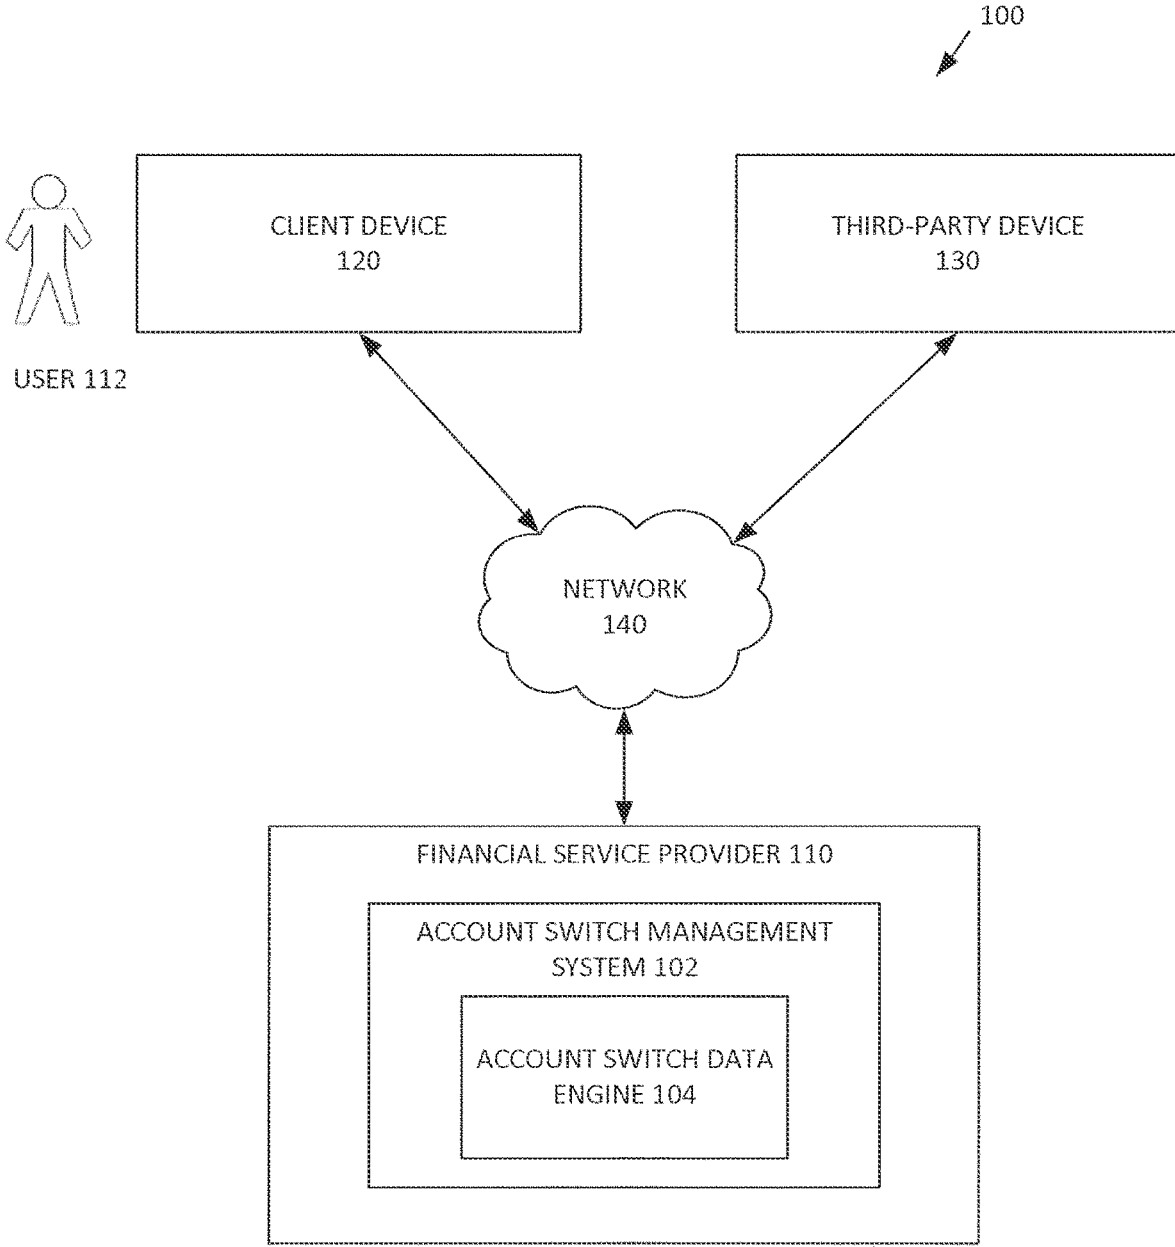 100
CLIENT DEVICE
120
THIRD-PARTY DEVICE
130
USER 112
NETWORK
140
FINANCIAL SERVICE PROVIDER 110
ACCOUNT SWITCH MANAGEMENT
SYSTEM 102
ACCOUNT SWITCH DATA
ENGINE 104